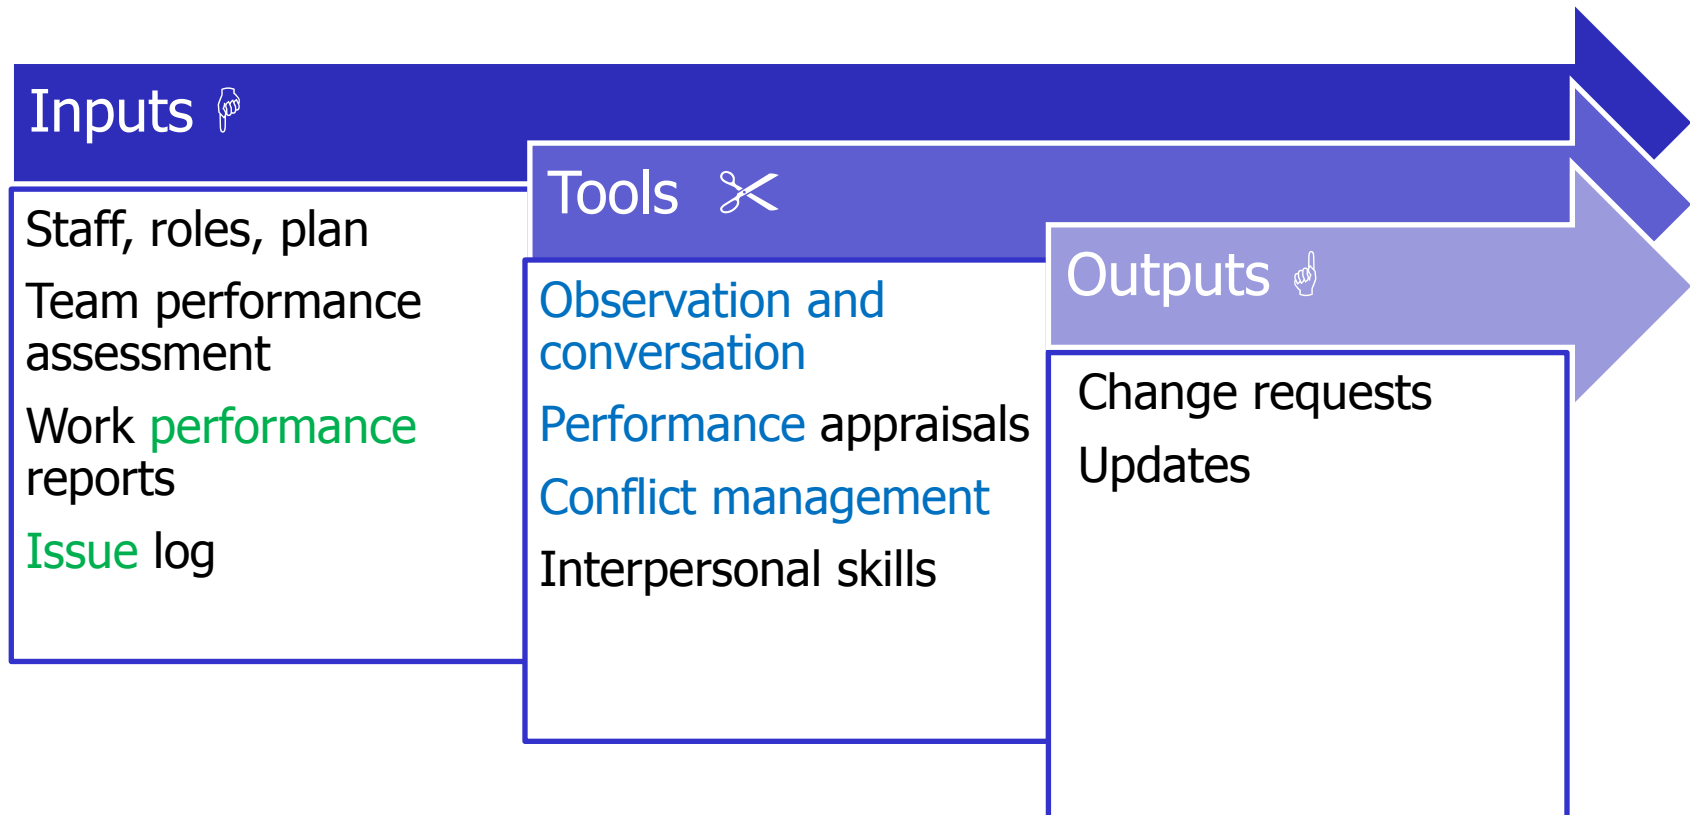 Inputs
Staff, roles, plan
Team performance
assessment
Work performance
reports
Issue log
Tools
Observation and
conversation
Performance appraisals
Conflict management
Interpersonal skills
Outputs
Change requests
Updates